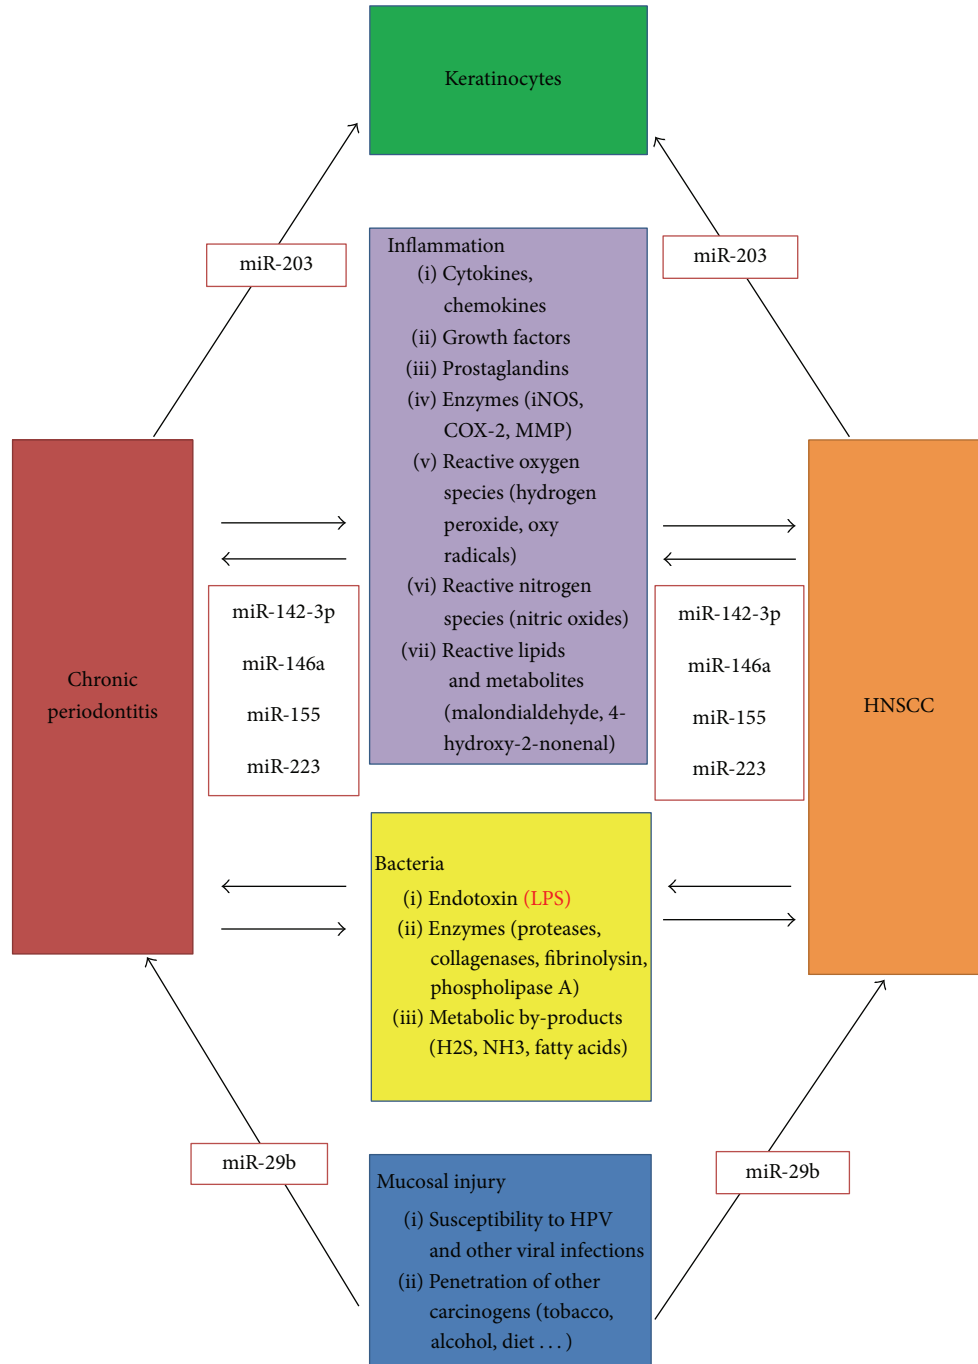 Keratinocytes
miR-203
miR-203
Inflammation
(i) Cytokines,
chemokines
(ii) Growth factors
(iii) Prostaglandins
(iv) Enzymes (iNOS,
COX-2, MMP)
(v) Reactive oxygen
species (hydrogen
peroxide, oxy
radicals)
(vi) Reactive nitrogen
species (nitric oxides)
(vii) Reactive lipids
and metabolites
(malondialdehyde, 4-
hydroxy-2-nonenal)
Chronic
periodontitis
miR-142-3p
miR-146a
miR-155
miR-223
miR-142-3p
miR-146a
miR-155
miR-223
HNSCC
Bacteria
(i) Endotoxin (LPS)
(ii) Enzymes (proteases,
collagenases, fibrinolysin,
phospholipase A)
(iii) Metabolic by-products
(H2S, NH3, fatty acids)
miR-29b
miR-29b
Mucosal injury
(i) Susceptibility to HPV
and other viral infections
(ii) Penetration of other
carcinogens (tobacco,
alcohol, diet . . . )